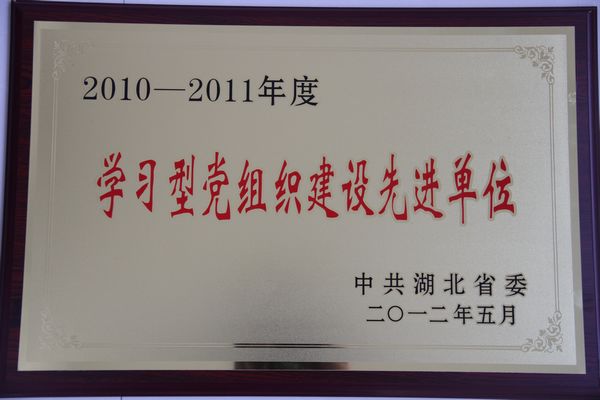 2010—2011年度
学习型党组织建设先进单位
中共湖北省委
二〇一二年五月